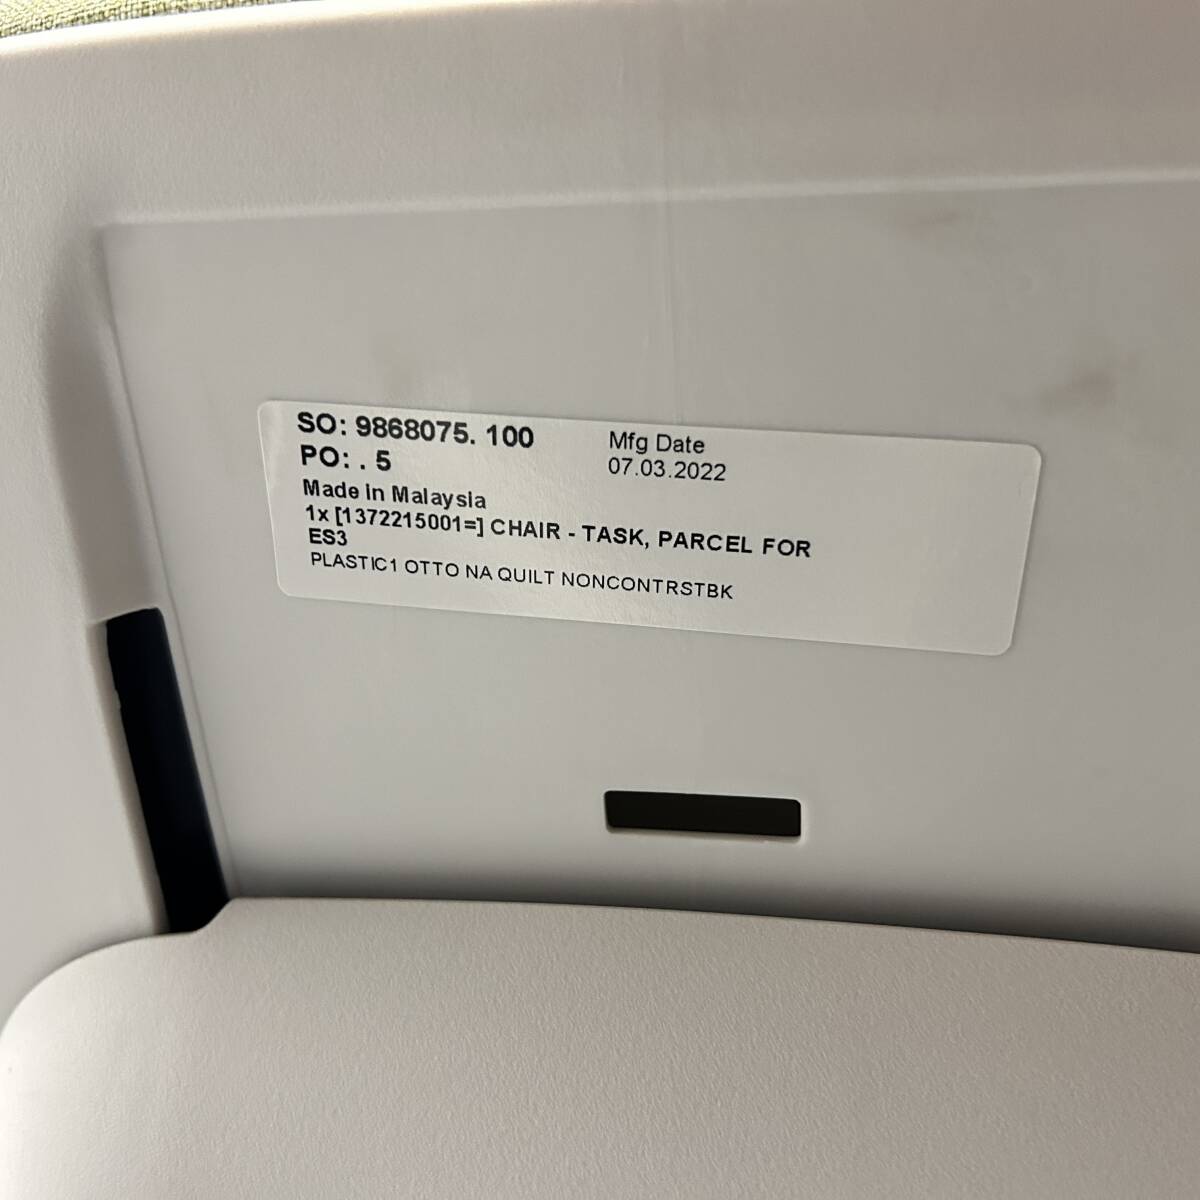 SO: 9868075. 100
PO: . 5
Mfg Date
07.03.2022
Made in Malaysia
1x [1372215001=] CHAIR - TASK, PARCEL FOR
ES3
PLASTIC1 OTTO NA QUILT NONCONTRSTBK